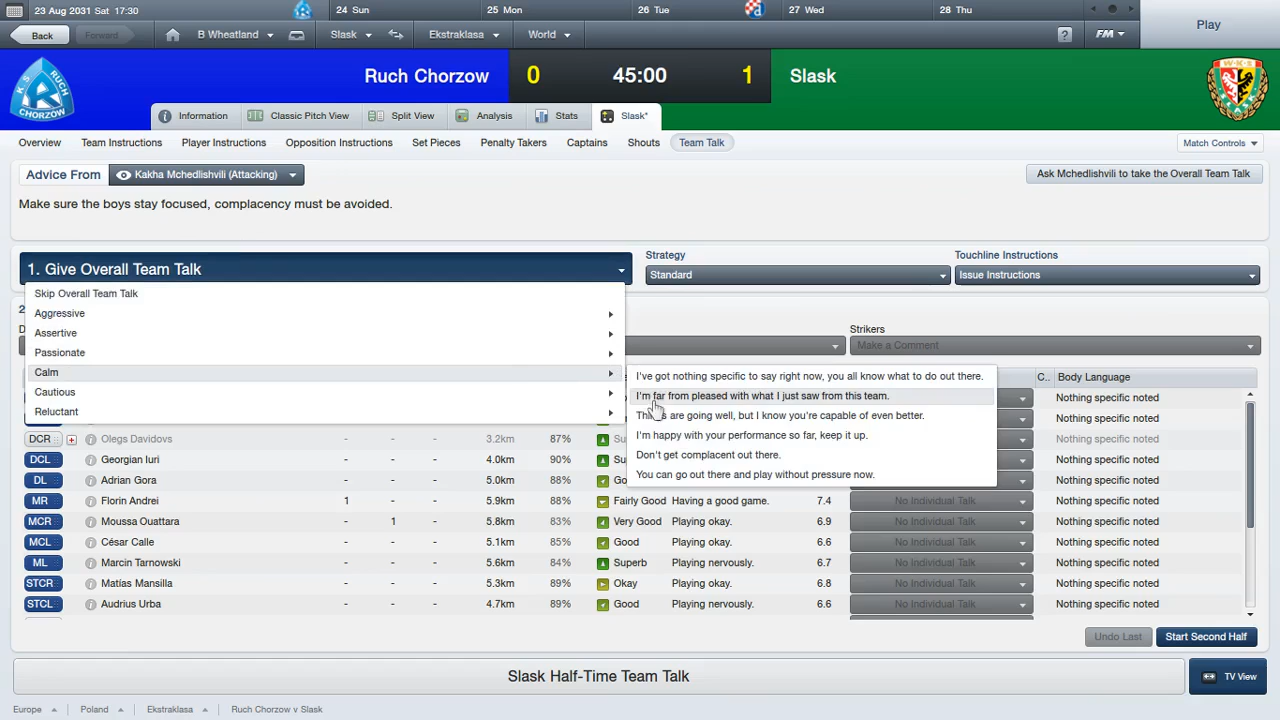 23 Aug 2031 Sat 17:30 24 Sun 25 Mon 26 Tue 27 Wed 28 Thu
Back Forward B Wheatland Slask Ekstraklasa World ? FM Play
Ruch Chorzow 0 45:00 1 Slask
RUCH CHORZOW
WKS
Information Classic Pitch View Split View Analysis Stats Slask*
Overview Team Instructions Player Instructions Opposition Instructions Set Pieces Penalty Takers Captains Shouts Team Talk Match Controls
Advice From Kakha Mchedlishvili (Attacking) Ask Mchedlishvili to take the Overall Team Talk
Make sure the boys stay focused, complacency must be avoided.
1. Give Overall Team Talk
Strategy
Standard
Touchline Instructions
Issue Instructions
Skip Overall Team Talk
Aggressive
Assertive
Passionate
Calm
Cautious
Reluctant
Strikers
Make a Comment
I've got nothing specific to say right now, you all know what to do out there.
I'm far from pleased with what I just saw from this team.
are going well, but I know you're capable of even better.
I'm happy with your performance so far, keep it up.
Don't get complacent out there.
You can go out there and play without pressure now.
C.. Body Language
Nothing specific noted
Nothing specific noted
DCR Olegs Davidovs - - - 3.2km 87% Nothing specific noted
DCL Georgian Iuri - - - 4.0km 90% Nothing specific noted
DL Adrian Gora - - - 5.0km 88% Nothing specific noted
MR Florin Andrei 1 - - 5.9km 88% Fairly Good Having a good game. 7.4 No Individual Talk Nothing specific noted
MCR Moussa Ouattara - 1 - 5.8km 83% Very Good Playing okay. 6.9 No Individual Talk Nothing specific noted
MCL César Calle - - - 5.1km 85% Good Playing okay. 6.6 No Individual Talk Nothing specific noted
ML Marcin Tarnowski - - - 5.6km 84% Superb Playing nervously. 6.7 No Individual Talk Nothing specific noted
STCR Matías Mansilla - - - 5.3km 89% Okay Playing okay. 6.8 No Individual Talk Nothing specific noted
STCL Audrius Urba - - - 4.7km 89% Good Playing nervously. 6.6 No Individual Talk Nothing specific noted
Undo Last Start Second Half
Slask Half-Time Team Talk TV View
Europe Poland Ekstraklasa Ruch Chorzow v Slask